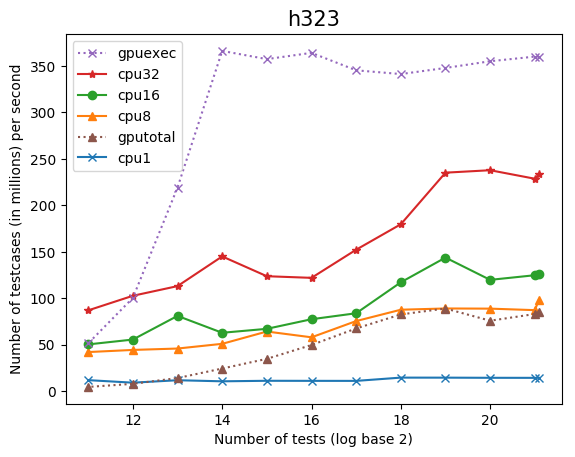 h323
gpuexec
cpu32
cpu16
cpu8
gputotal
cpu1
Number of testcases (in millions) per second
350
300
250
200
150
100
50
0
12
14
16
18
20
Number of tests (log base 2)